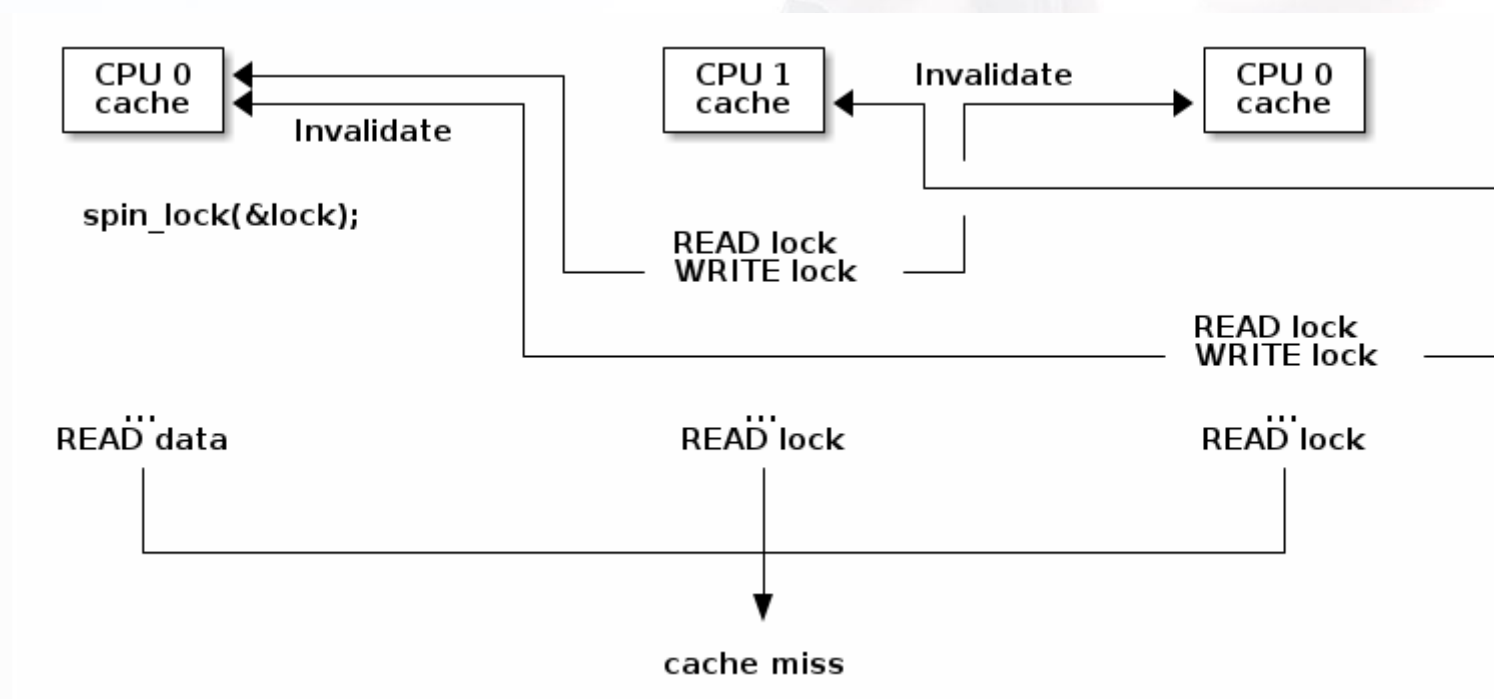 CPU 0
cache
CPU 1
cache
Invalidate
CPU 0
cache
Invalidate
spin_lock(&lock);
READ lock
WRITE lock
READ lock
WRITE lock
...
READ data
...
READ lock
...
READ lock
cache miss